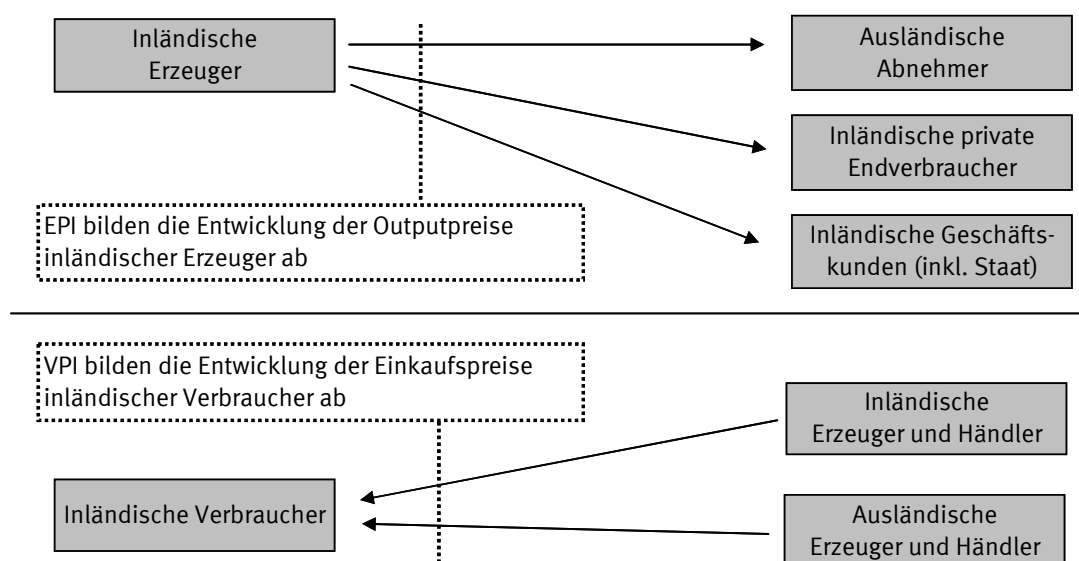 Inländische
Erzeuger
Ausländische
Abnehmer
Inländische private
Endverbraucher
EPI bilden die Entwicklung der Outputpreise
inländischer Erzeuger ab
Inländische Geschäfts-
kunden (inkl. Staat)
VPI bilden die Entwicklung der Einkaufspreise
inländischer Verbraucher ab
Inländische
Erzeuger und Händler
Inländische Verbraucher
Ausländische
Erzeuger und Händler